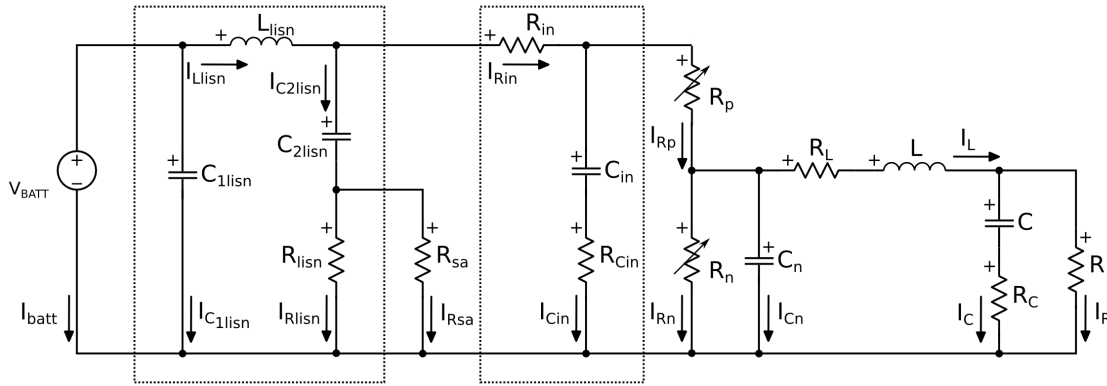 L_lisn
R_in
I_Llisn
I_C2lisn
I_Rin
R_p
C_2lisn
I_Rp
R_L
L
I_L
V_BATT
C_1lisn
C_in
C
R_lisn
R_sa
R_Cin
R_n
C_n
R_C
R
I_batt
I_C1lisn
I_Rlisn
I_Rsa
I_Cin
I_Rn
I_Cn
I_C
I_R